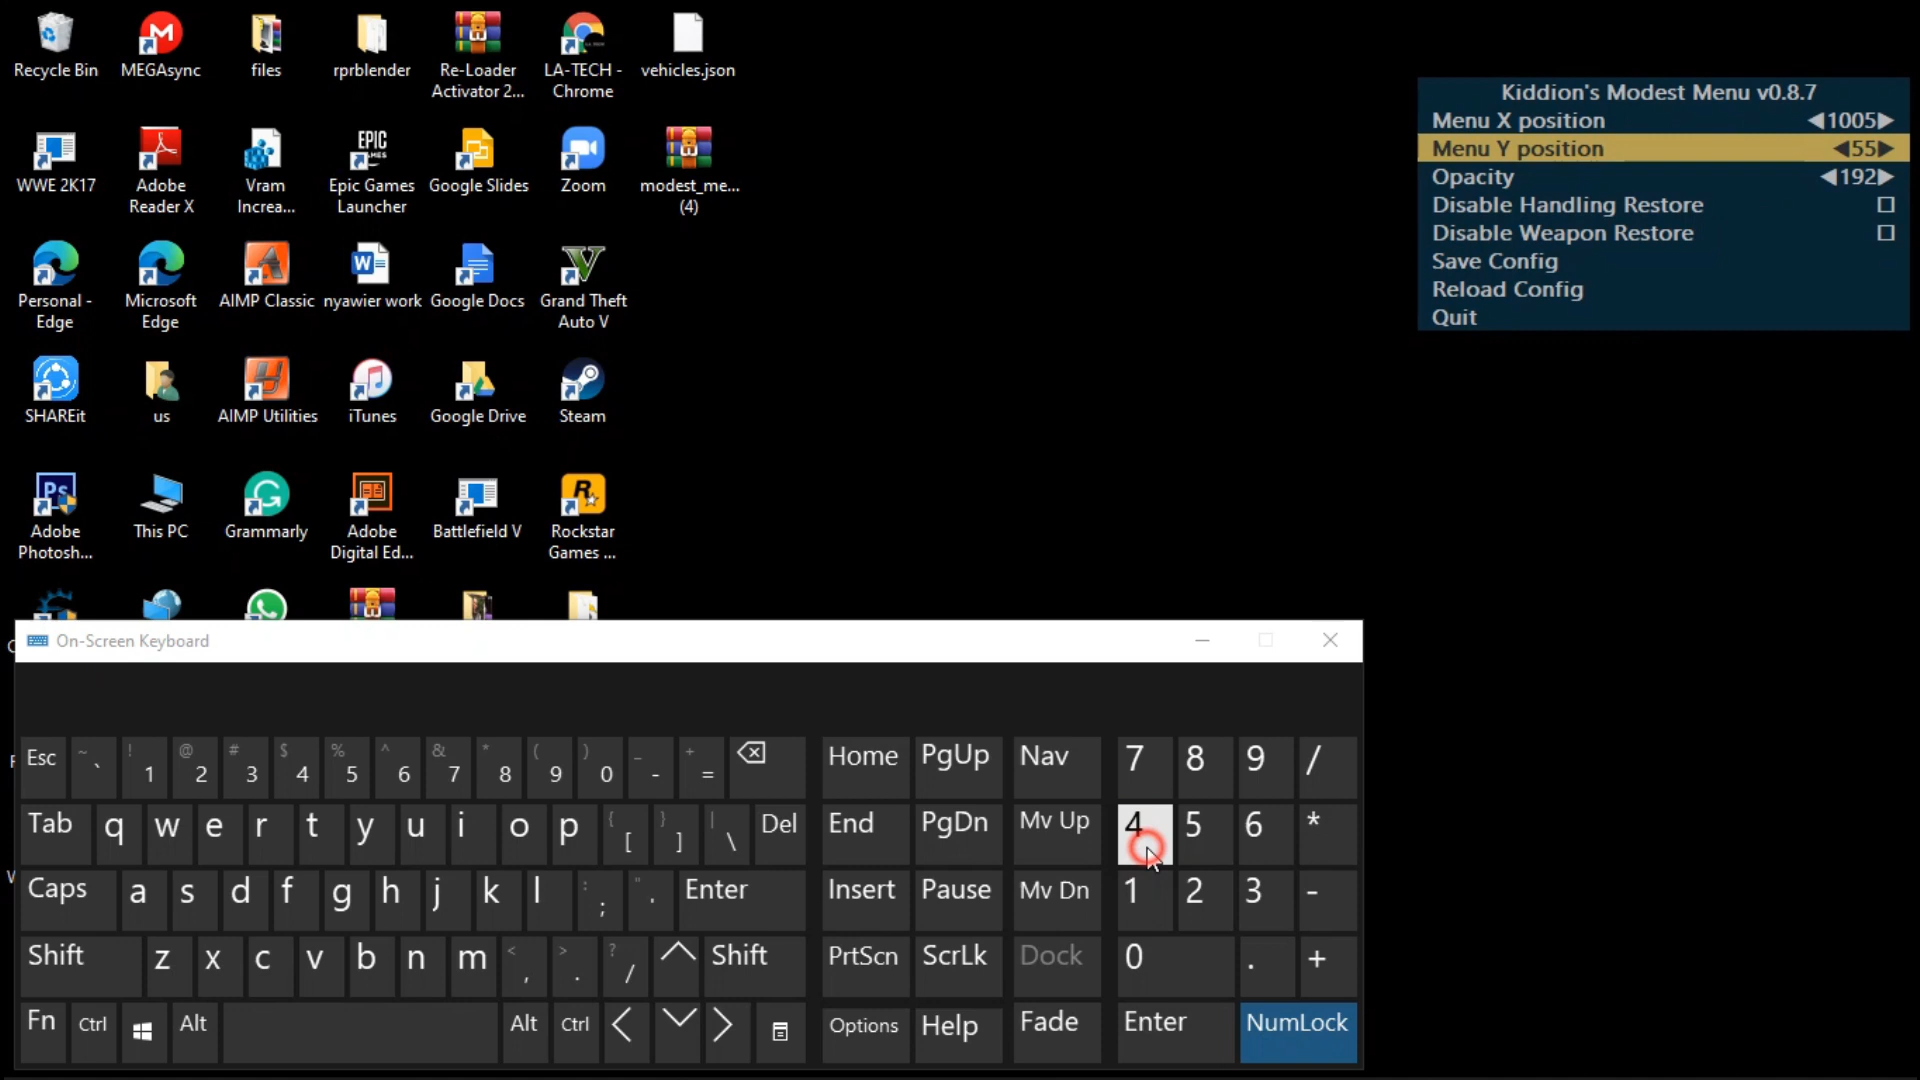 Recycle Bin
MEGAsync
files
rprblender
Re-Loader
Activator 2...
LA-TECH -
Chrome
vehicles.json
WWE 2K17
Adobe
Reader X
Vram
Increa...
EPIC
GAMES
Epic Games
Launcher
Google Slides
Zoom
modest_me...
(4)
Personal -
Edge
Microsoft
Edge
AIMP Classic
nyawier work
Google Docs
Grand Theft
Auto V
SHAREit
us
AIMP Utilities
iTunes
Google Drive
Steam
Ps
Adobe
Photosh...
This PC
Grammarly
Adobe
Digital Ed...
Battlefield V
Rockstar
Games ...
Kiddion's Modest Menu v0.8.7
Menu X position ◀1005▶
Menu Y position ◀55▶
Opacity ◀192▶
Disable Handling Restore
Disable Weapon Restore
Save Config
Reload Config
Quit
On-Screen Keyboard
Esc ~ ` ! 1 @ 2 # 3 $ 4 % 5 ^ 6 & 7 * 8 ( 9 ) 0 _ - + = Home PgUp Nav 7 8 9 /
Tab q w e r t y u i o p { [ } ] | \ Del End PgDn Mv Up 4 5 6 *
Caps a s d f g h j k l : ; " ' Enter Insert Pause Mv Dn 1 2 3 -
Shift z x c v b n m < , > . ? / Shift PrtScn ScrLk Dock 0 . +
Fn Ctrl Alt Alt Ctrl Options Help Fade Enter NumLock